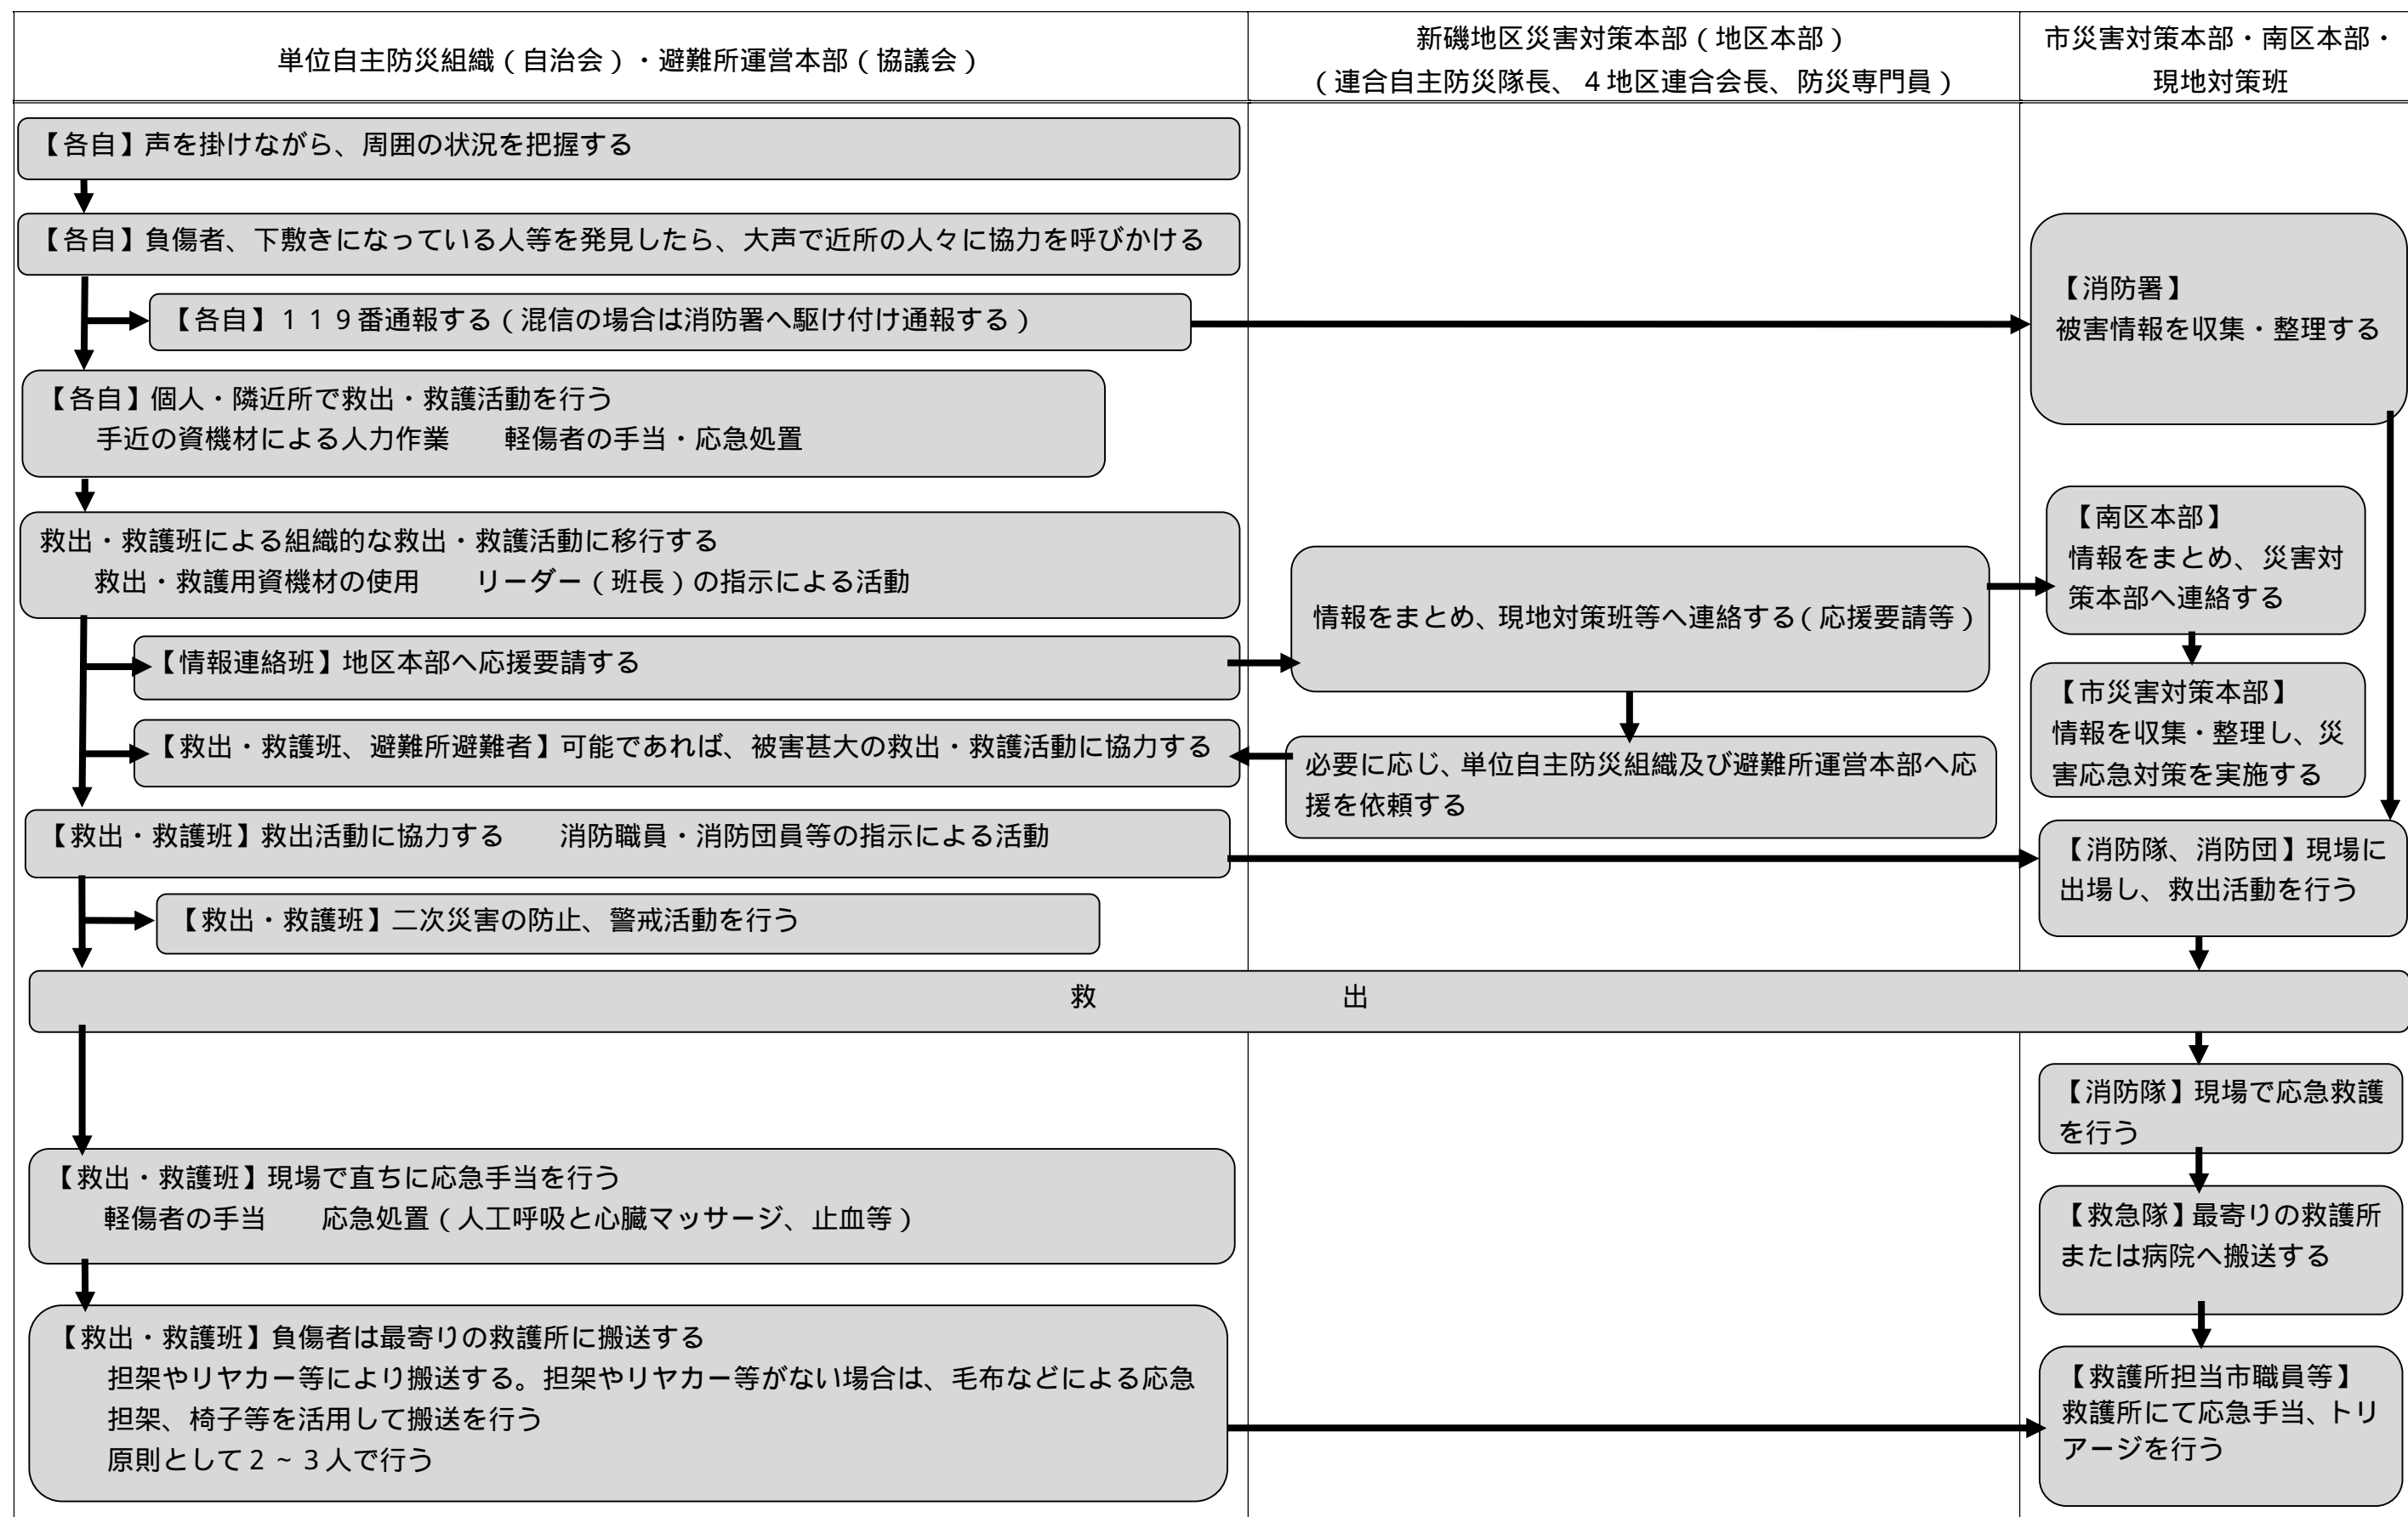 単位自主防災組織（自治会）・避難所運営本部（協議会）
新磯地区災害対策本部（地区本部）
（連合自主防災隊長、４地区連合会長、防災専門員）
市災害対策本部・南区本部・
現地対策班
【各自】声を掛けながら、周囲の状況を把握する
【各自】負傷者、下敷きになっている人等を発見したら、大声で近所の人々に協力を呼びかける
【各自】１１９番通報する（混信の場合は消防署へ駆け付け通報する）
【消防署】
被害情報を収集・整理する
【各自】個人・隣近所で救出・救護活動を行う
手近の資機材による人力作業　　軽傷者の手当・応急処置
救出・救護班による組織的な救出・救護活動に移行する
救出・救護用資機材の使用　　リーダー（班長）の指示による活動
【情報連絡班】地区本部へ応援要請する
情報をまとめ、現地対策班等へ連絡する（応援要請等）
【南区本部】
情報をまとめ、災害対
策本部へ連絡する
【市災害対策本部】
情報を収集・整理し、災
害応急対策を実施する
【救出・救護班、避難所避難者】可能であれば、被害甚大の救出・救護活動に協力する
必要に応じ、単位自主防災組織及び避難所運営本部へ応
援を依頼する
【救出・救護班】救出活動に協力する　　消防職員・消防団員等の指示による活動
【消防隊、消防団】現場に
出場し、救出活動を行う
【救出・救護班】二次災害の防止、警戒活動を行う
救　　　　　出
【消防隊】現場で応急救護
を行う
【救出・救護班】現場で直ちに応急手当を行う
軽傷者の手当　　応急処置（人工呼吸と心臓マッサージ、止血等）
【救急隊】最寄りの救護所
または病院へ搬送する
【救出・救護班】負傷者は最寄りの救護所に搬送する
担架やリヤカー等により搬送する。担架やリヤカー等がない場合は、毛布などによる応急
担架、椅子等を活用して搬送を行う
原則として２～３人で行う
【救護所担当市職員等】
救護所にて応急手当、トリ
アージを行う